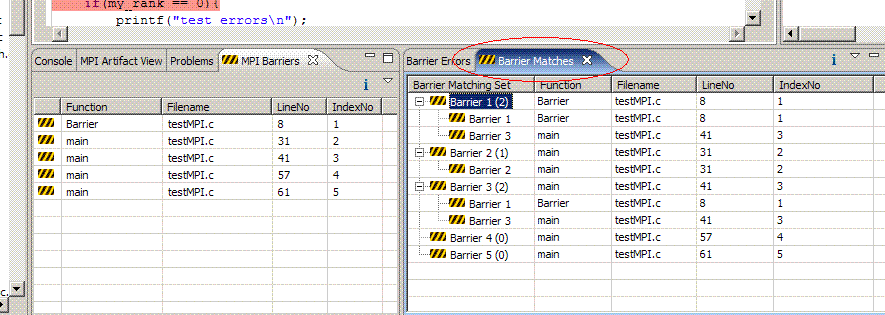 if(my_rank == 0){
printf("test errors\n");
Console MPI Artifact View Problems MPI Barriers
Barrier Errors Barrier Matches
Function Filename LineNo IndexNo
Barrier testMPI.c 8 1
main testMPI.c 31 2
main testMPI.c 41 3
main testMPI.c 57 4
main testMPI.c 61 5
Barrier Matching Set Function Filename LineNo IndexNo
Barrier 1 (2) Barrier testMPI.c 8 1
Barrier 1 Barrier testMPI.c 8 1
Barrier 3 main testMPI.c 41 3
Barrier 2 (1) main testMPI.c 31 2
Barrier 2 main testMPI.c 31 2
Barrier 3 (2) main testMPI.c 41 3
Barrier 1 Barrier testMPI.c 8 1
Barrier 3 main testMPI.c 41 3
Barrier 4 (0) main testMPI.c 57 4
Barrier 5 (0) main testMPI.c 61 5